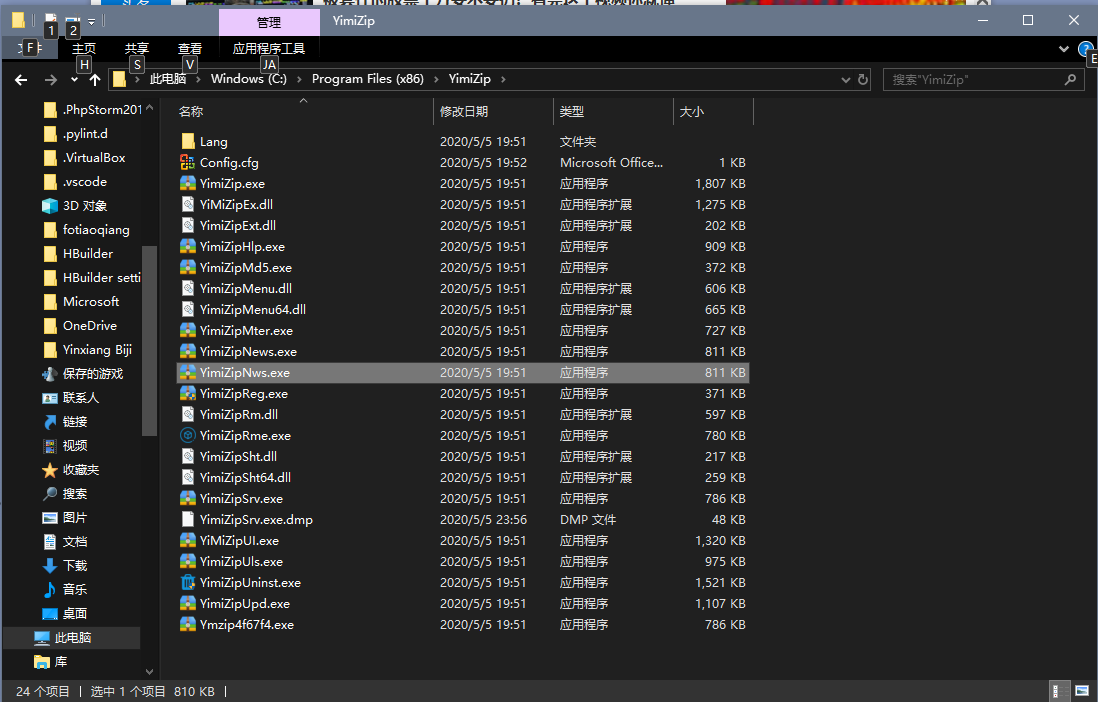 管理
YimiZip
1
2
文件
F
主页
共享
查看
应用程序工具
H
S
V
JA
E
此电脑
Windows (C:)
Program Files (x86)
YimiZip
搜索"YimiZip"
.PhpStorm201
.pylint.d
.VirtualBox
.vscode
3D 对象
fotiaoqiang
HBuilder
HBuilder setti
Microsoft
OneDrive
Yinxiang Biji
保存的游戏
联系人
链接
视频
收藏夹
搜索
图片
文档
下载
音乐
桌面
此电脑
库
名称 修改日期 类型 大小
Lang 2020/5/5 19:51 文件夹
Config.cfg 2020/5/5 19:52 Microsoft Office... 1 KB
YimiZip.exe 2020/5/5 19:51 应用程序 1,807 KB
YiMiZipEx.dll 2020/5/5 19:51 应用程序扩展 1,275 KB
YimiZipExt.dll 2020/5/5 19:51 应用程序扩展 202 KB
YimiZipHlp.exe 2020/5/5 19:51 应用程序 909 KB
YimiZipMd5.exe 2020/5/5 19:51 应用程序 372 KB
YimiZipMenu.dll 2020/5/5 19:51 应用程序扩展 606 KB
YimiZipMenu64.dll 2020/5/5 19:51 应用程序扩展 665 KB
YimiZipMter.exe 2020/5/5 19:51 应用程序 727 KB
YimiZipNews.exe 2020/5/5 19:51 应用程序 811 KB
YimiZipNws.exe 2020/5/5 19:51 应用程序 811 KB
YimiZipReg.exe 2020/5/5 19:51 应用程序 371 KB
YimiZipRm.dll 2020/5/5 19:51 应用程序扩展 597 KB
YimiZipRme.exe 2020/5/5 19:51 应用程序 780 KB
YimiZipSht.dll 2020/5/5 19:51 应用程序扩展 217 KB
YimiZipSht64.dll 2020/5/5 19:51 应用程序扩展 259 KB
YimiZipSrv.exe 2020/5/5 19:51 应用程序 786 KB
YimiZipSrv.exe.dmp 2020/5/5 23:56 DMP 文件 48 KB
YiMiZipUI.exe 2020/5/5 19:51 应用程序 1,320 KB
YimiZipUls.exe 2020/5/5 19:51 应用程序 975 KB
YimiZipUninst.exe 2020/5/5 19:51 应用程序 1,521 KB
YimiZipUpd.exe 2020/5/5 19:51 应用程序 1,107 KB
Ymzip4f67f4.exe 2020/5/5 19:51 应用程序 786 KB
24 个项目 选中 1 个项目 810 KB